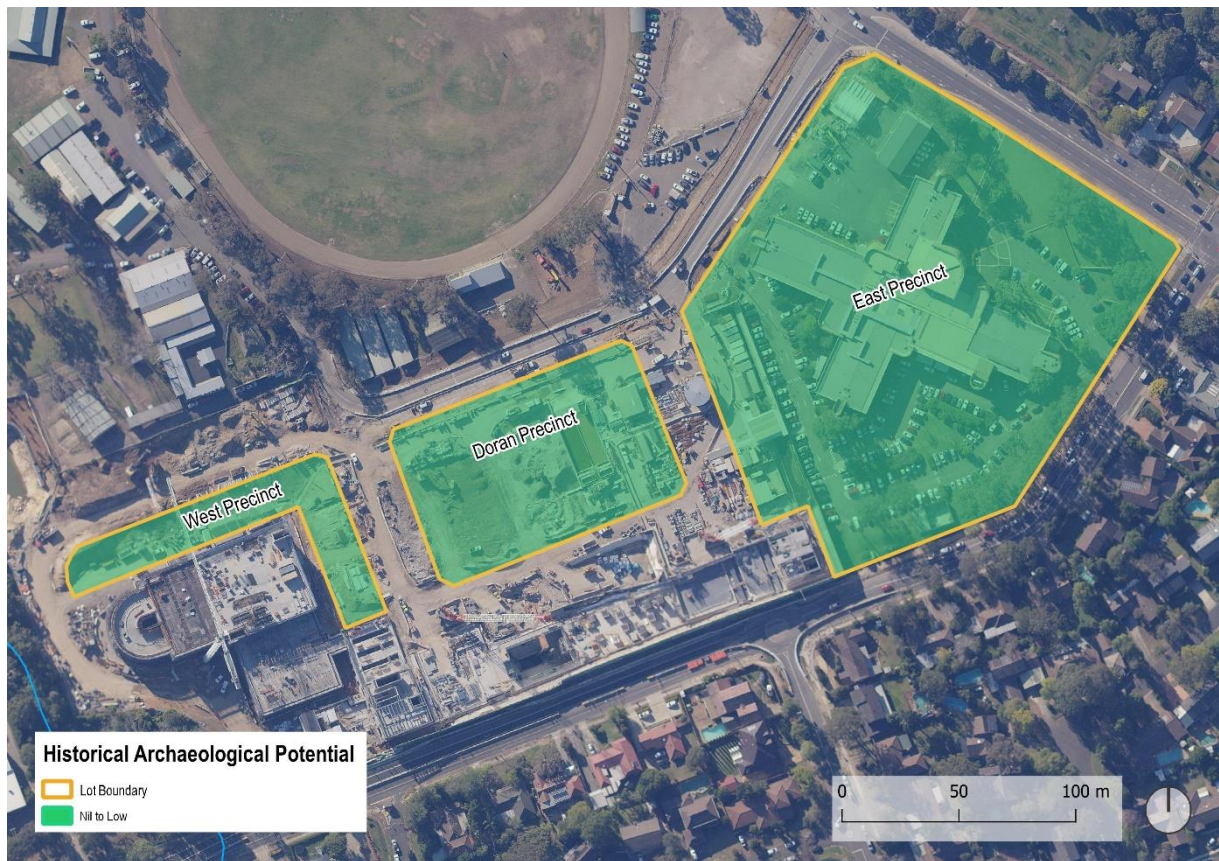 East Precinct
Doran Precinct
West Precinct
Historical Archaeological Potential
Lot Boundary
Nil to Low
0 50 100 m